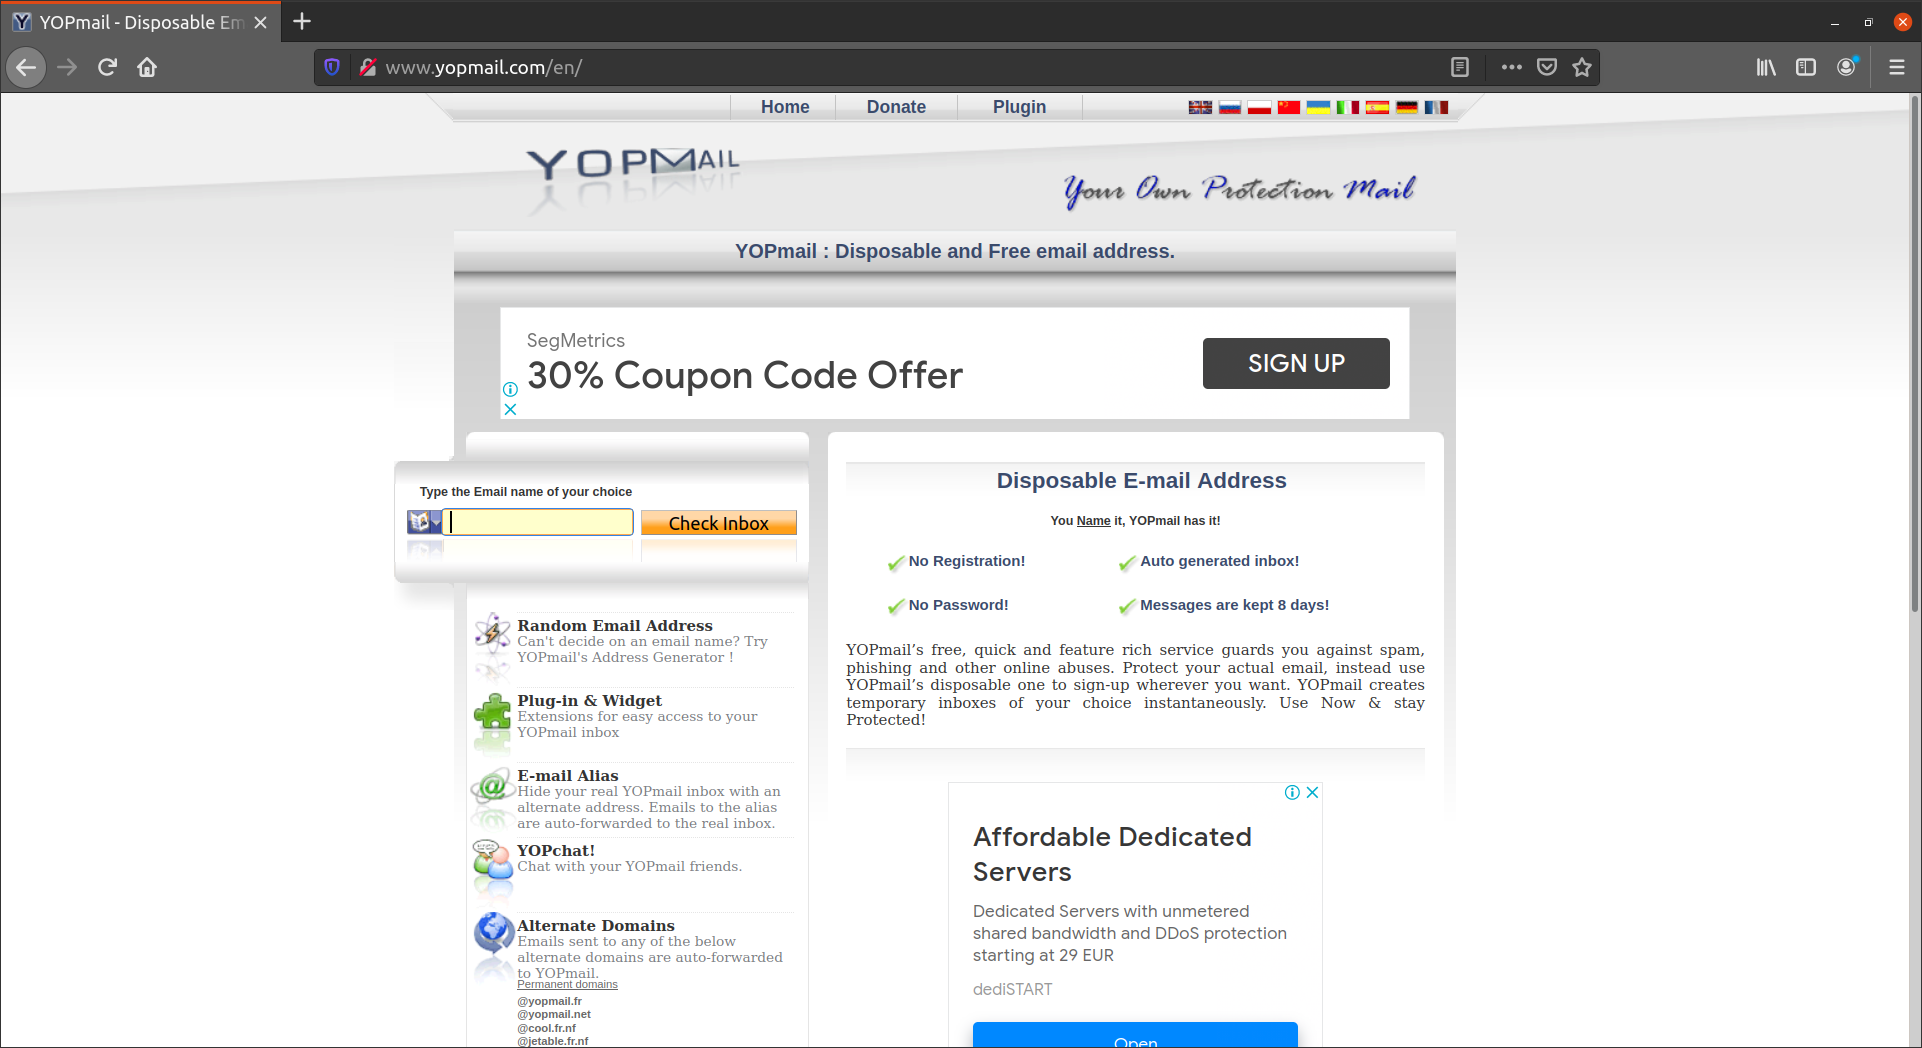 YOPmail - Disposable Em
www.yopmail.com/en/
Home Donate Plugin
YOPMAIL
Your Own Protection Mail
YOPmail : Disposable and Free email address.
SegMetrics
30% Coupon Code Offer
SIGN UP
Type the Email name of your choice
Check Inbox
Random Email Address
Can't decide on an email name? Try
YOPmail's Address Generator !
Plug-in & Widget
Extensions for easy access to your
YOPmail inbox
E-mail Alias
Hide your real YOPmail inbox with an
alternate address. Emails to the alias
are auto-forwarded to the real inbox.
YOPchat!
Chat with your YOPmail friends.
Alternate Domains
Emails sent to any of the below
alternate domains are auto-forwarded
to YOPmail.
Permanent domains
@yopmail.fr
@yopmail.net
@cool.fr.nf
@jetable.fr.nf
Disposable E-mail Address
You Name it, YOPmail has it!
No Registration! Auto generated inbox!
No Password! Messages are kept 8 days!
YOPmail’s free, quick and feature rich service guards you against spam,
phishing and other online abuses. Protect your actual email, instead use
YOPmail’s disposable one to sign-up wherever you want. YOPmail creates
temporary inboxes of your choice instantaneously. Use Now & stay
Protected!
Affordable Dedicated
Servers
Dedicated Servers with unmetered
shared bandwidth and DDoS protection
starting at 29 EUR
dediSTART
Open